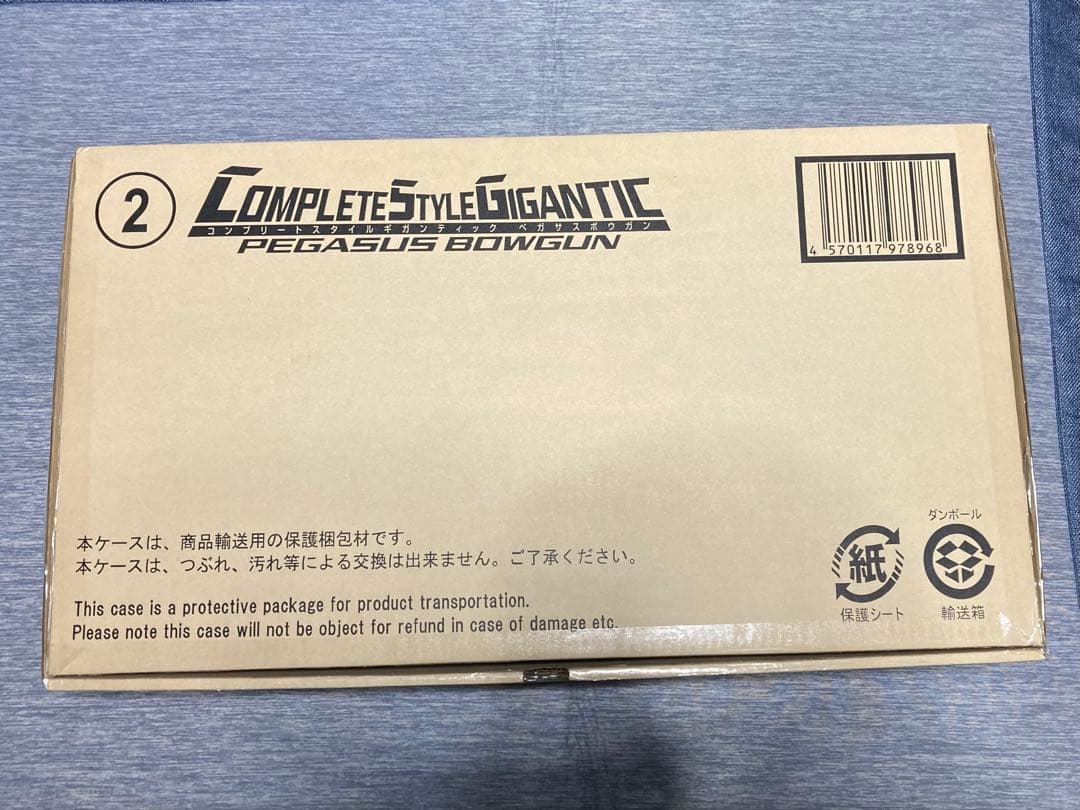 2
COMPLETE STYLE GIGANTIC
コンプリートスタイルギガンティック ペガサスボウガン
PEGASUS BOWGUN
4 570117 978968
本ケースは、商品輸送用の保護梱包材です。
本ケースは、つぶれ、汚れ等による交換は出来ません。ご了承ください。
This case is a protective package for product transportation.
Please note this case will not be object for refund in case of damage etc.
紙
保護シート
ダンボール
輸送箱